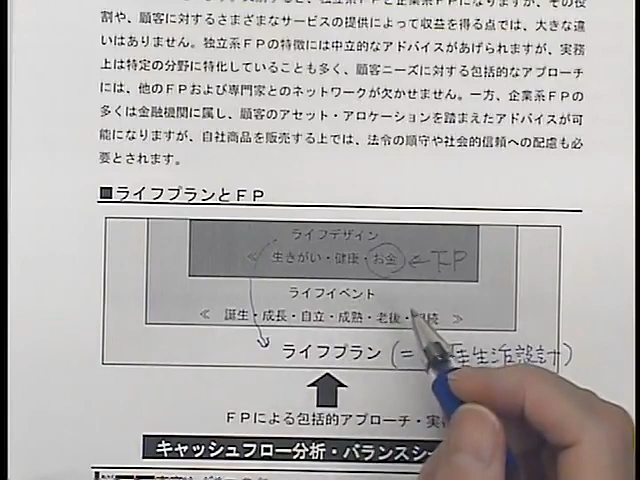 割や、顧客に対するさまざまなサービスの提供によって収益を得る点では、大きな違
いはありません。独立系FPの特徴には中立的なアドバイスがあげられますが、実務
上は特定の分野に特化していることも多く、顧客ニーズに対する包括的なアプローチ
には、他のFPおよび専門家とのネットワークが欠かせません。一方、企業系FPの
多くは金融機関に属し、顧客のアセット・アロケーションを踏まえたアドバイスが可
能になりますが、自社商品を販売する上では、法令の順守や社会的信頼への配慮も必
要とされます。
■ライフプランとFP
ライフデザイン
≪ 生きがい・健康・お金 ←FP
ライフイベント
≪ 誕生・成長・自立・成熟・老後・ 続 ≫
ライフプラン (= 生活設計)
FPによる包括的アプローチ・実
キャッシュフロー分析・バランスシー